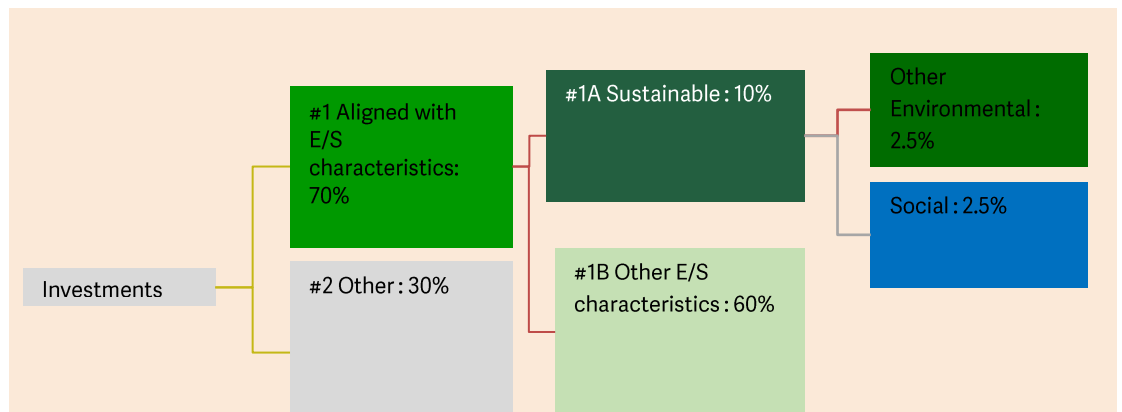 Investments
#1 Aligned with
E/S
characteristics:
70%
#2 Other : 30%
#1A Sustainable : 10%
#1B Other E/S
characteristics : 60%
Other
Environmental :
2.5%
Social : 2.5%